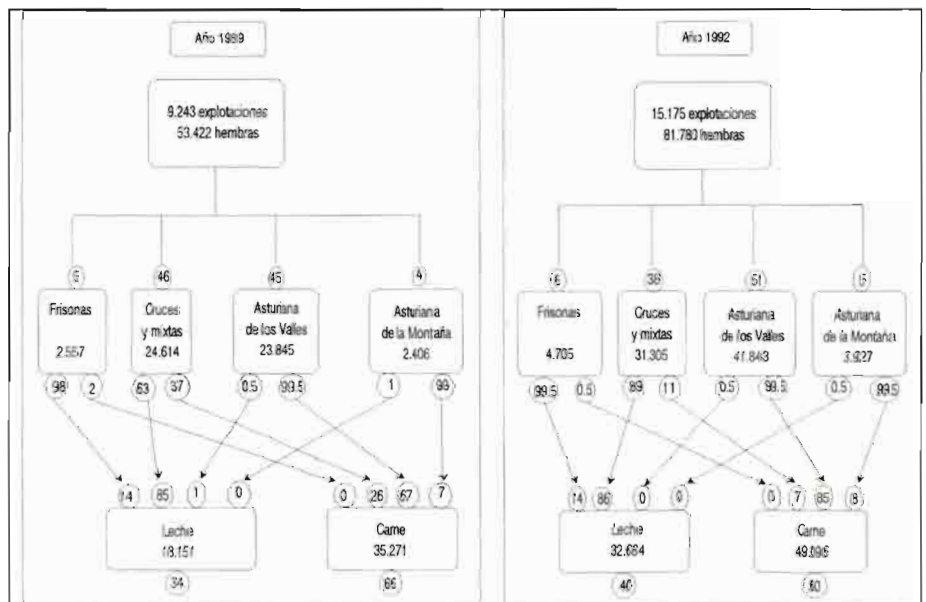 Año 1989
9.243 explotaciones
53.422 hembras
5 46 45 4
Frisonas
2.557
Cruces
y mixtas
24.614
Asturiana
de los Valles
23.845
Asturiana
de la Montaña
2.406
98 2 63 37 0.5 99.5 1 99
14 85 1 0
0 26 67 7
Leche
18.151
34
Carne
35.271
66
Año 1992
15.175 explotaciones
81.780 hembras
6 38 51 5
Frisonas
4.705
Cruces
y mixtas
31.305
Asturiana
de los Valles
41.843
Asturiana
de la Montaña
3.927
99.5 0.5 89 11 0.5 99.5 0.5 99.5
14 86 0 0
0 7 85 8
Leche
32.664
40
Carne
60